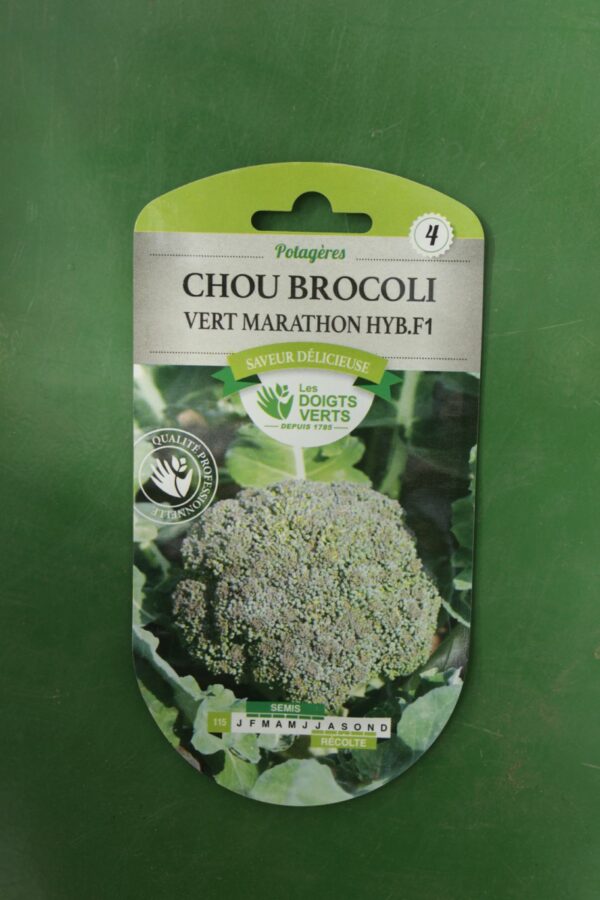 4
Potagères
CHOU BROCOLI
VERT MARATHON HYB.F1
SAVEUR DÉLICIEUSE
Les
DOIGTS
VERTS
DEPUIS 1785
QUALITÉ PROFESSIONNELLE
SEMIS
115 J F M A M J J A S O N D
RÉCOLTE